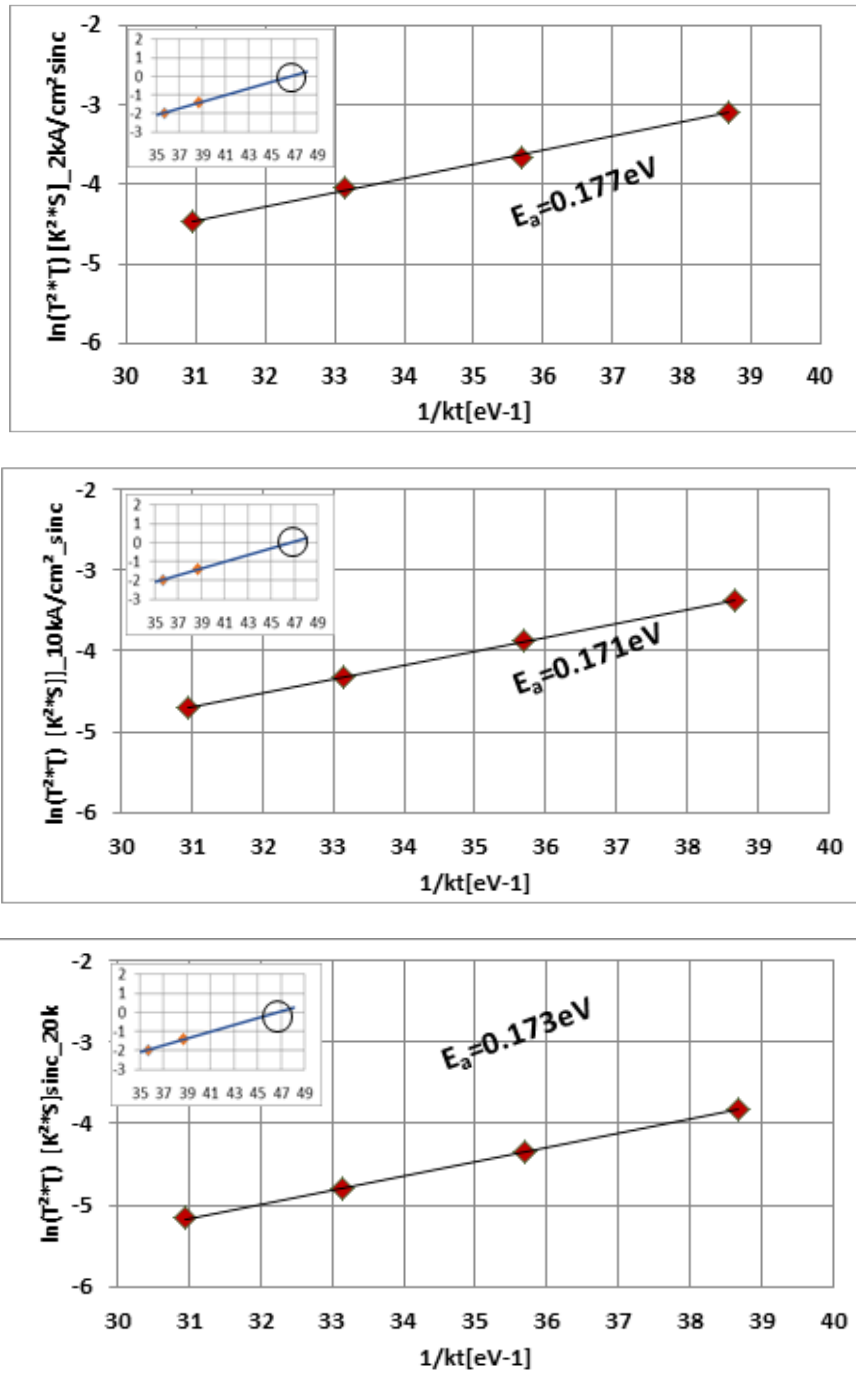 ln(T²*T) [K²*S]_2kA/cm² sinc
-2
-3
-4
-5
-6
2
1
0
-1
-2
-3
35 37 39 41 43 45 47 49
Eₐ=0.177eV
30 31 32 33 34 35 36 37 38 39 40
1/kt[eV-1]
ln(T²*T) [K²*S]]_10kA/cm²_sinc
-2
-3
-4
-5
-6
2
1
0
-1
-2
-3
35 37 39 41 43 45 47 49
Eₐ=0.171eV
30 31 32 33 34 35 36 37 38 39 40
1/kt[eV-1]
ln(T²*T) [K²*S]sinc_20k
-2
-3
-4
-5
-6
2
1
0
-1
-2
-3
35 37 39 41 43 45 47 49
Eₐ=0.173eV
30 31 32 33 34 35 36 37 38 39 40
1/kt[eV-1]